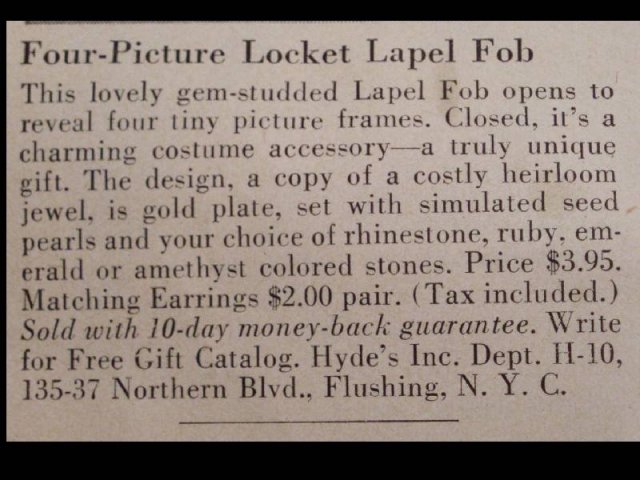 Four-Picture Locket Lapel Fob
This lovely gem-studded Lapel Fob opens to
reveal four tiny picture frames. Closed, it's a
charming costume accessory—a truly unique
gift. The design, a copy of a costly heirloom
jewel, is gold plate, set with simulated seed
pearls and your choice of rhinestone, ruby, em-
erald or amethyst colored stones. Price $3.95.
Matching Earrings $2.00 pair. (Tax included.)
Sold with 10-day money-back guarantee. Write
for Free Gift Catalog. Hyde's Inc. Dept. H-10,
135-37 Northern Blvd., Flushing, N. Y. C.